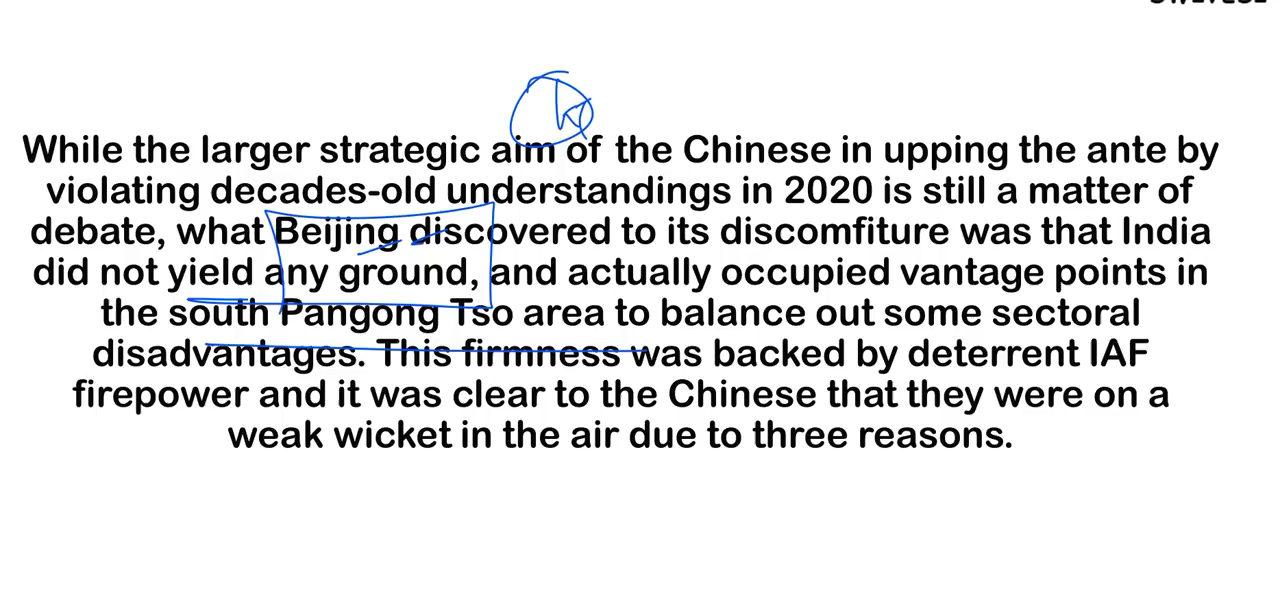 While the larger strategic aim of the Chinese in upping the ante by
violating decades-old understandings in 2020 is still a matter of
debate, what Beijing discovered to its discomfiture was that India
did not yield any ground, and actually occupied vantage points in
the south Pangong Tso area to balance out some sectoral
disadvantages. This firmness was backed by deterrent IAF
firepower and it was clear to the Chinese that they were on a
weak wicket in the air due to three reasons.